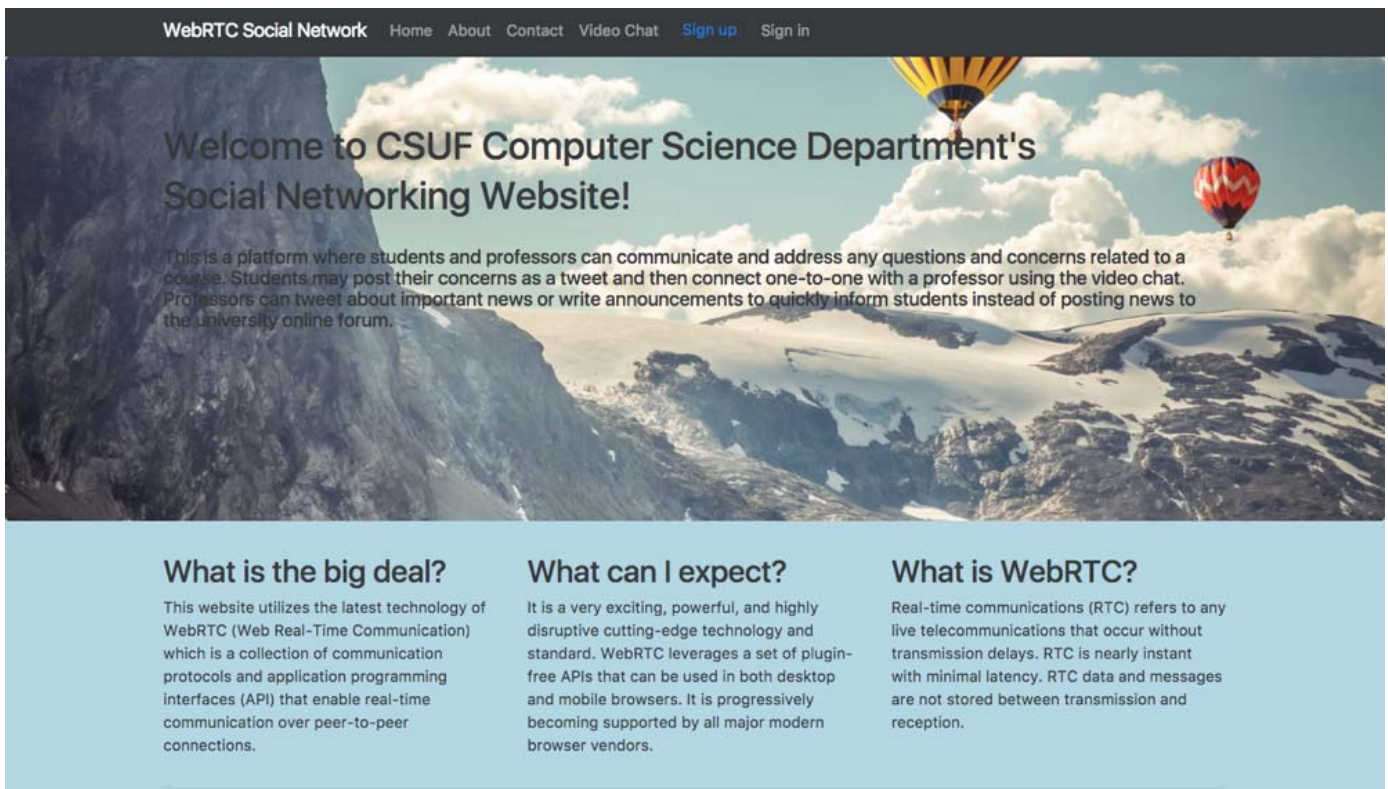 WebRTC Social Network Home About Contact Video Chat Sign up Sign in
Welcome to CSUF Computer Science Department's
Social Networking Website!
This is a platform where students and professors can communicate and address any questions and concerns related to a
course. Students may post their concerns as a tweet and then connect one-to-one with a professor using the video chat.
Professors can tweet about important news or write announcements to quickly inform students instead of posting news to
the university online forum.
What is the big deal?
This website utilizes the latest technology of
WebRTC (Web Real-Time Communication)
which is a collection of communication
protocols and application programming
interfaces (API) that enable real-time
communication over peer-to-peer
connections.
What can I expect?
It is a very exciting, powerful, and highly
disruptive cutting-edge technology and
standard. WebRTC leverages a set of plugin-
free APIs that can be used in both desktop
and mobile browsers. It is progressively
becoming supported by all major modern
browser vendors.
What is WebRTC?
Real-time communications (RTC) refers to any
live telecommunications that occur without
transmission delays. RTC is nearly instant
with minimal latency. RTC data and messages
are not stored between transmission and
reception.